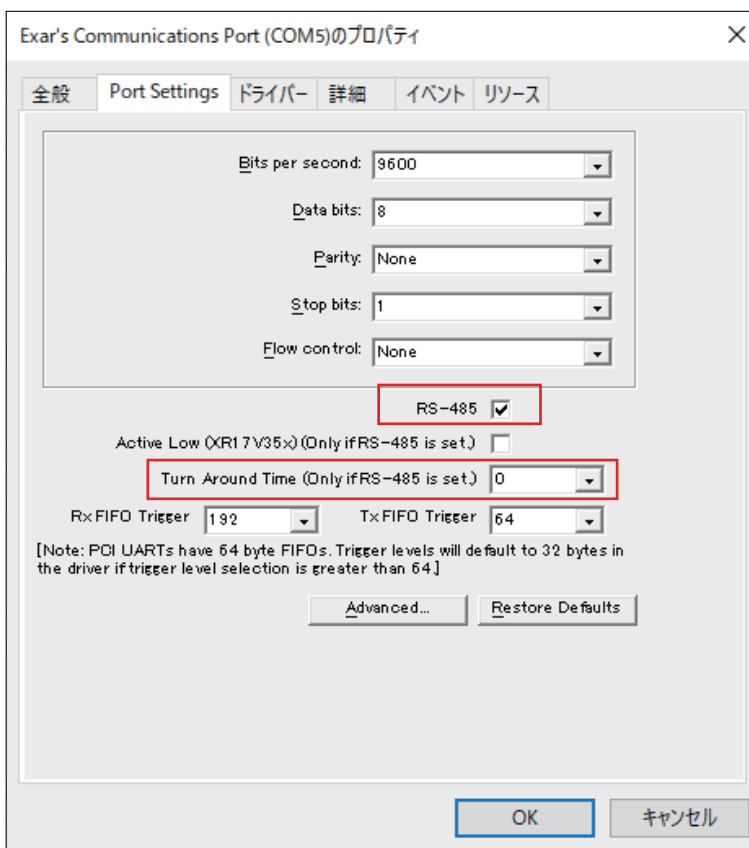 Exar's Communications Port (COM5)のプロパティ
全般 Port Settings ドライバー 詳細 イベント リソース
Bits per second: 9600
Data bits: 8
Parity: None
Stop bits: 1
Flow control: None
RS-485
Active Low (XR17V35x) (Only if RS-485 is set.)
Turn Around Time (Only if RS-485 is set.) 0
Rx FIFO Trigger 192 Tx FIFO Trigger 64
[Note: PCI UARTs have 64 byte FIFOs. Trigger levels will default to 32 bytes in
the driver if trigger level selection is greater than 64.]
Advanced... Restore Defaults
OK キャンセル